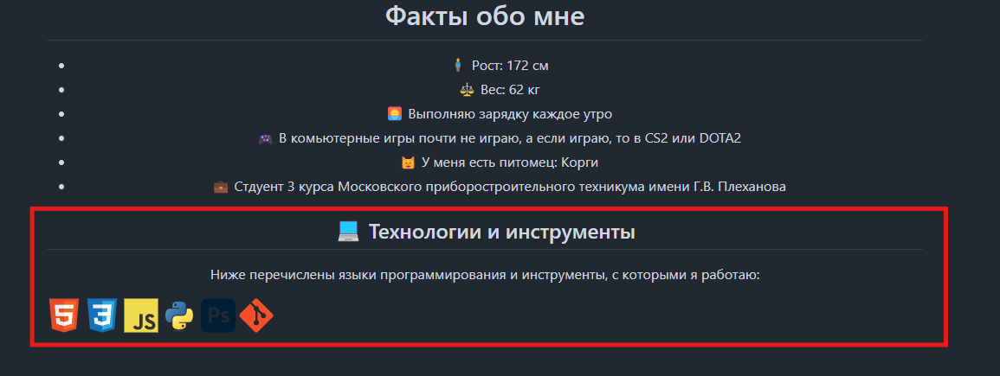 Факты обо мне
Рост: 172 см
Вес: 62 кг
Выполняю зарядку каждое утро
В комьютерные игры почти не играю, а если играю, то в CS2 или DOTA2
У меня есть питомец: Корги
Стдуент 3 курса Московского приборостроительного техникума имени Г.В. Плеханова
Технологии и инструменты
Ниже перечислены языки программирования и инструменты, с которыми я работаю:
5 3 JS Ps